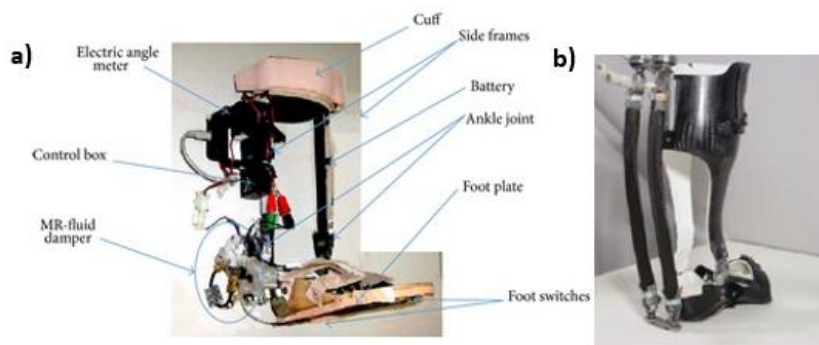 a)
Electric angle
meter
Control box
MR-fluid
damper
Cuff
Side frames
Battery
Ankle joint
Foot plate
Foot switches
b)